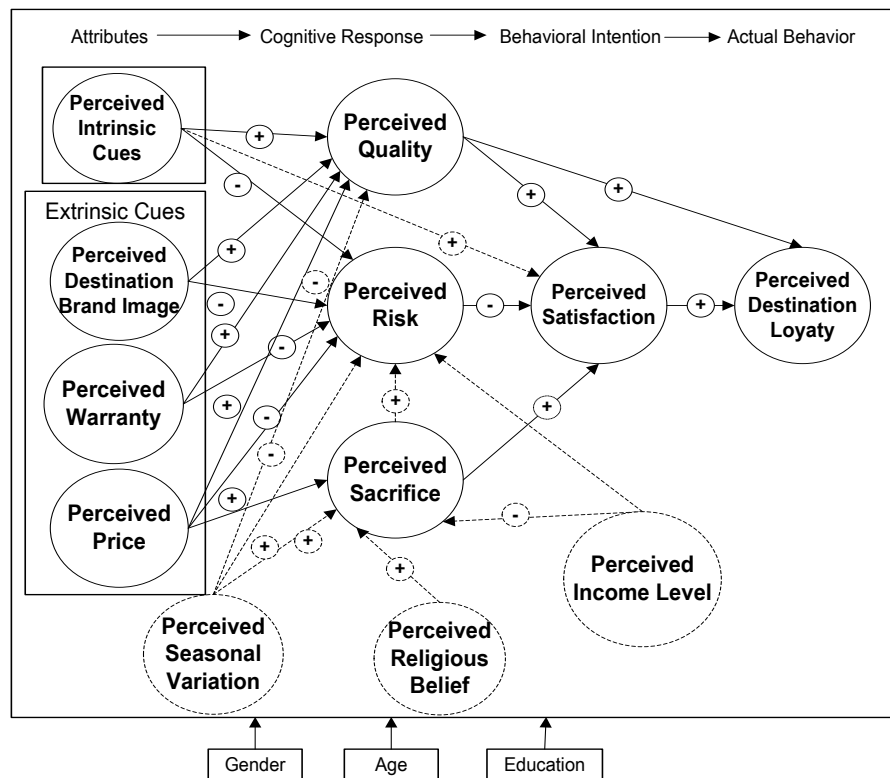 Attributes Cognitive Response Behavioral Intention Actual Behavior
Perceived
Intrinsic
Cues
Perceived
Quality
+
-
+
+
+
Extrinsic Cues
Perceived
Destination
Brand Image
+
-
-
+
-
Perceived
Risk
-
Perceived
Satisfaction
+
Perceived
Destination
Loyaty
Perceived
Warranty
+
-
-
+
+
Perceived
Price
+
-
Perceived
Sacrifice
+
+
-
+
Perceived
Income Level
Perceived
Seasonal
Variation
Perceived
Religious
Belief
Gender
Age
Education